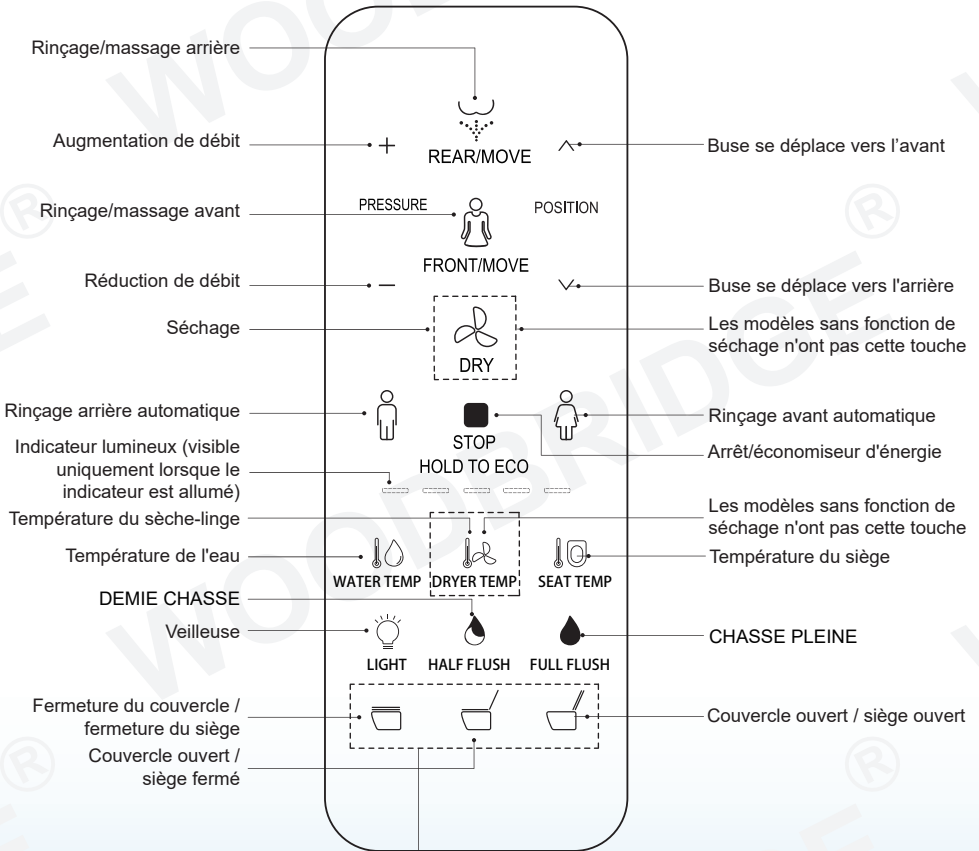 Rinçage/massage arrière
Augmentation de débit
+
REAR/MOVE
Buse se déplace vers l’avant
Rinçage/massage avant
PRESSURE
POSITION
FRONT/MOVE
Réduction de débit
−
Buse se déplace vers l'arrière
Séchage
DRY
Les modèles sans fonction de
séchage n'ont pas cette touche
Rinçage arrière automatique
STOP
HOLD TO ECO
Rinçage avant automatique
Arrêt/économiseur d'énergie
Indicateur lumineux (visible
uniquement lorsque le
indicateur est allumé)
Température du sèche-linge
Les modèles sans fonction de
séchage n'ont pas cette touche
Température de l'eau
WATER TEMP
DRYER TEMP
SEAT TEMP
Température du siège
DEMIE CHASSE
Veilleuse
LIGHT
HALF FLUSH
FULL FLUSH
CHASSE PLEINE
Fermeture du couvercle /
fermeture du siège
Couvercle ouvert /
siège fermé
Couvercle ouvert / siège ouvert
WOODBRIDGE®